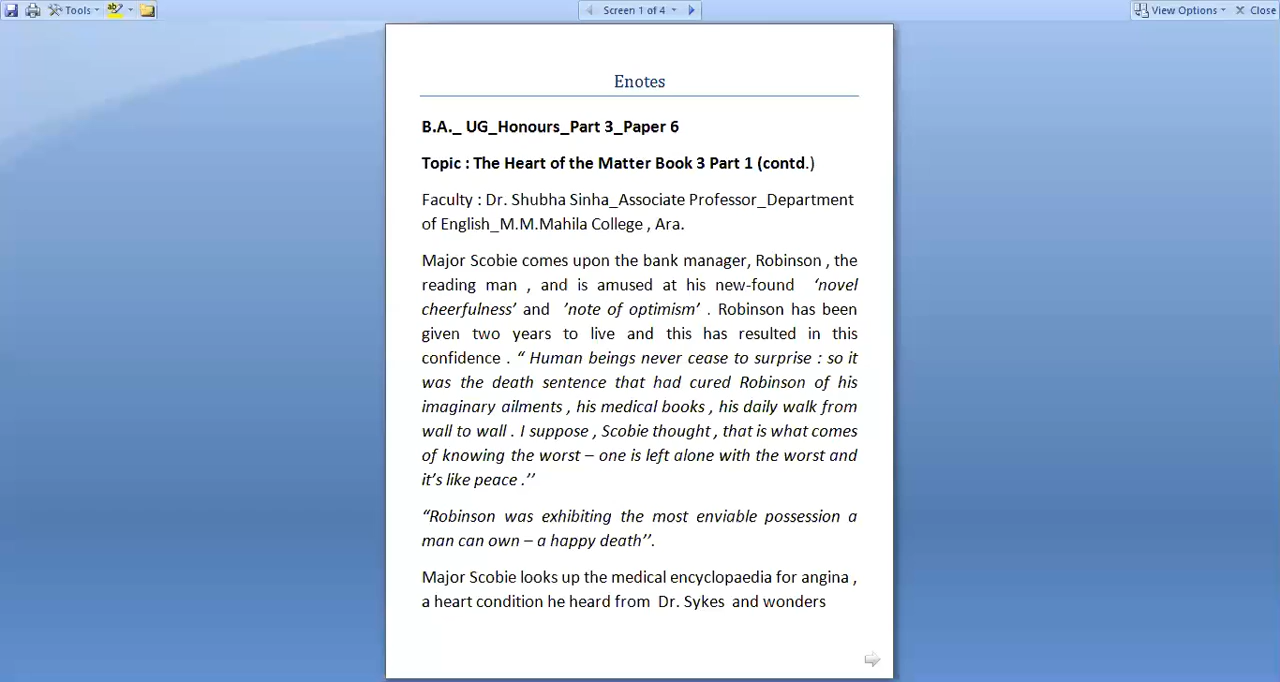 Tools
Screen 1 of 4
View Options
Close
Enotes
B.A._ UG_Honours_Part 3_Paper 6
Topic : The Heart of the Matter Book 3 Part 1 (contd.)
Faculty : Dr. Shubha Sinha_Associate Professor_Department
of English_M.M.Mahila College , Ara.
Major Scobie comes upon the bank manager, Robinson , the
reading man , and is amused at his new-found ‘novel
cheerfulness’ and ’note of optimism’ . Robinson has been
given two years to live and this has resulted in this
confidence . “ Human beings never cease to surprise : so it
was the death sentence that had cured Robinson of his
imaginary ailments , his medical books , his daily walk from
wall to wall . I suppose , Scobie thought , that is what comes
of knowing the worst – one is left alone with the worst and
it’s like peace .’’
“Robinson was exhibiting the most enviable possession a
man can own – a happy death’’.
Major Scobie looks up the medical encyclopaedia for angina ,
a heart condition he heard from Dr. Sykes and wonders